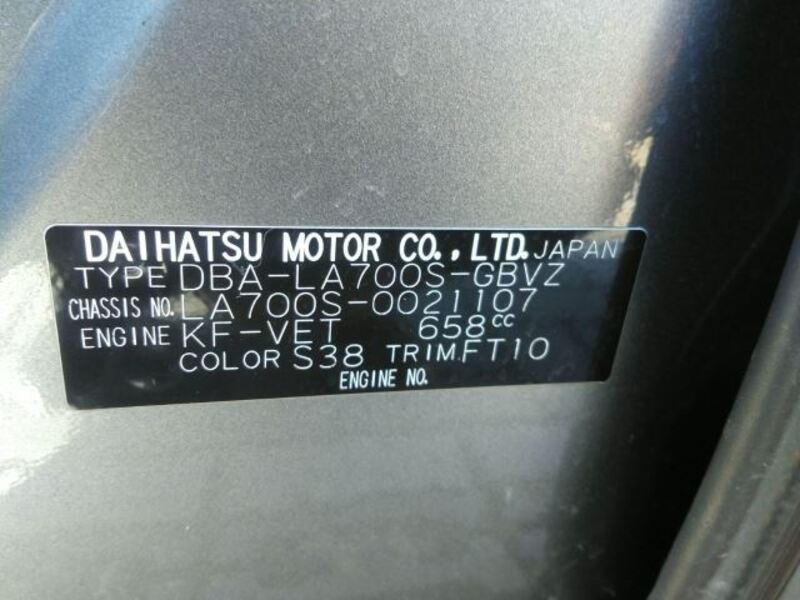 DAIHATSU MOTOR CO.,LTD. JAPAN
TYPE DBA-LA700S-GBVZ
CHASSIS NO. LA700S-0021107
ENGINE KF-VET 658cc
COLOR S38 TRIM.FT10
ENGINE NO.